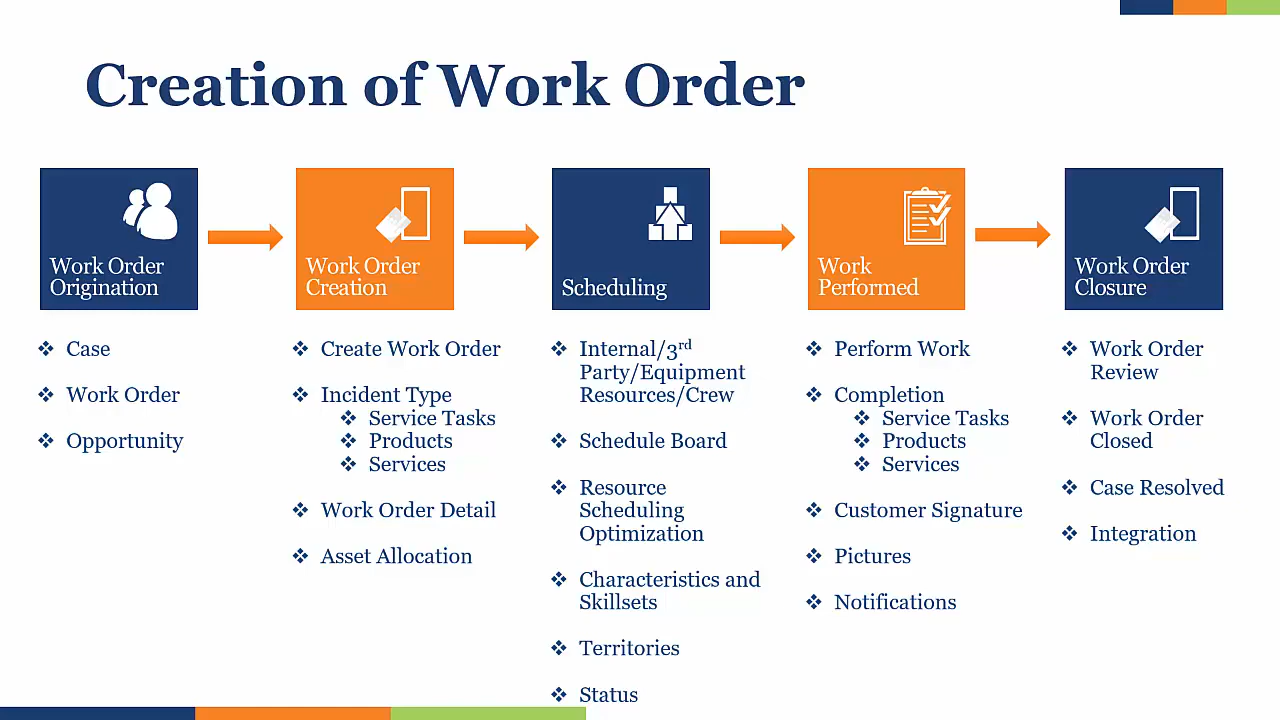 Creation of Work Order
Work Order
Origination
Work Order
Creation
Scheduling
Work
Performed
Work Order
Closure
❖ Case
❖ Work Order
❖ Opportunity
❖ Create Work Order
❖ Incident Type
❖ Service Tasks
❖ Products
❖ Services
❖ Work Order Detail
❖ Asset Allocation
❖ Internal/3rd
Party/Equipment
Resources/Crew
❖ Schedule Board
❖ Resource
Scheduling
Optimization
❖ Characteristics and
Skillsets
❖ Territories
❖ Status
❖ Perform Work
❖ Completion
❖ Service Tasks
❖ Products
❖ Services
❖ Customer Signature
❖ Pictures
❖ Notifications
❖ Work Order
Review
❖ Work Order
Closed
❖ Case Resolved
❖ Integration